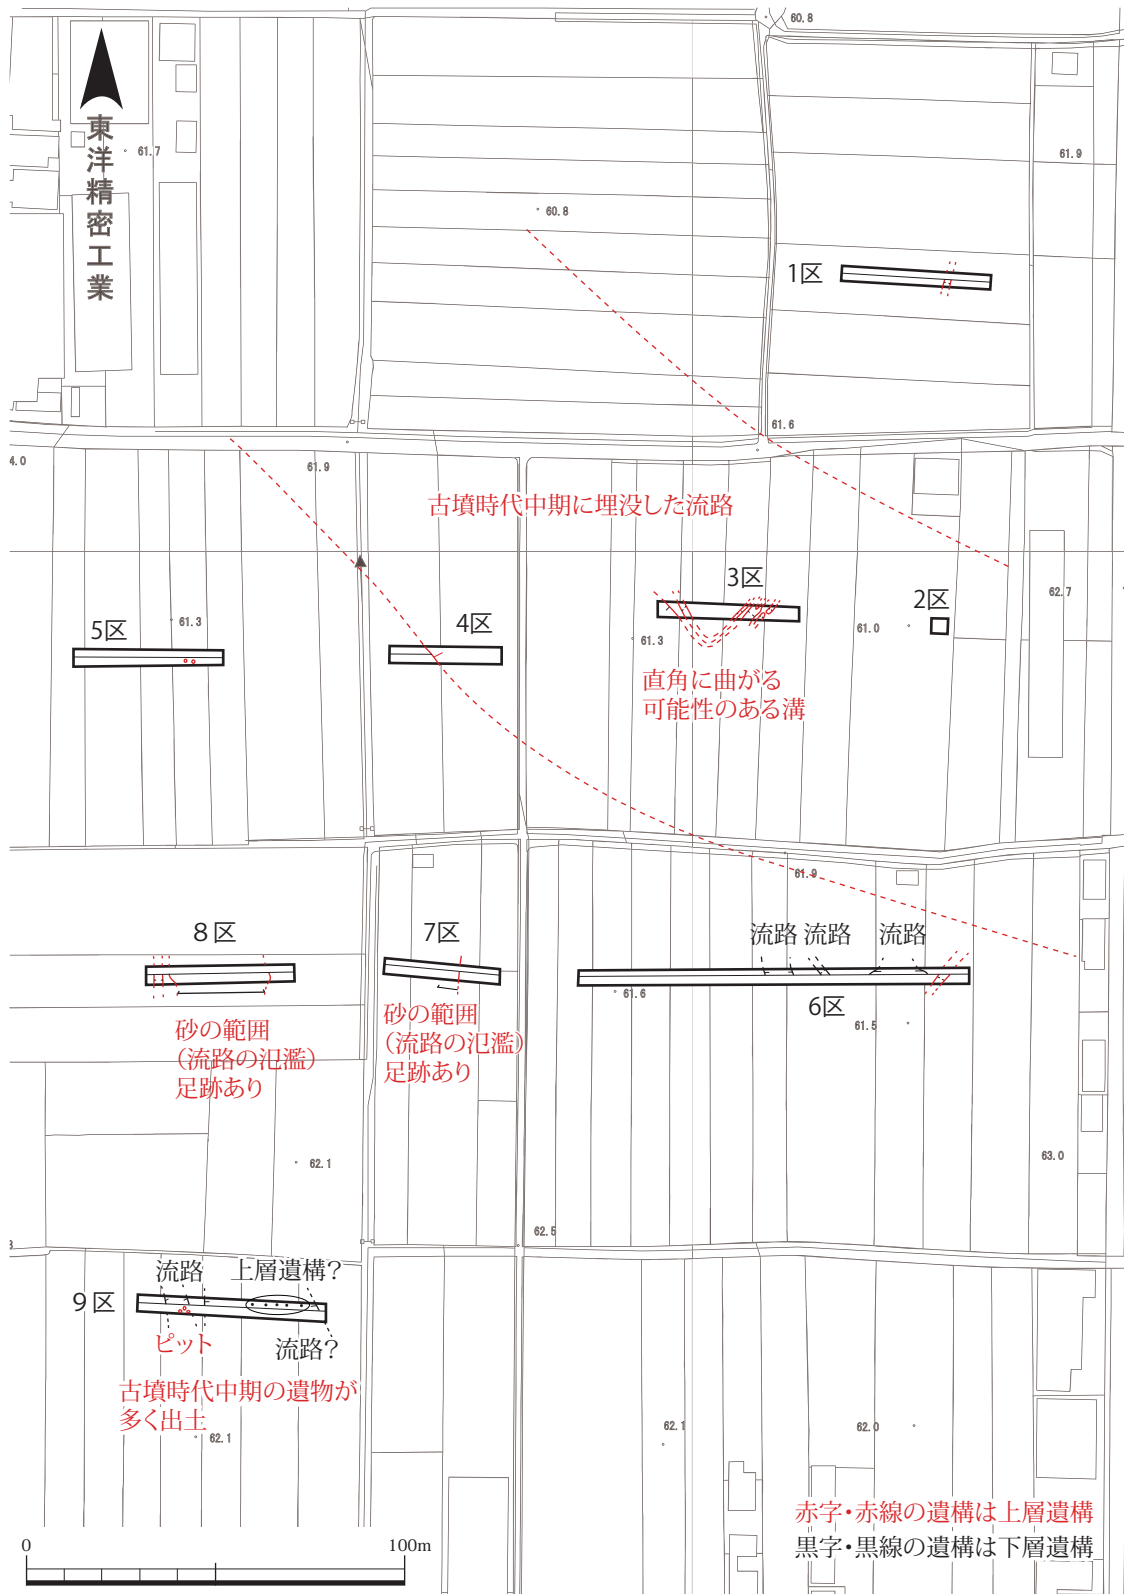 60.8
東洋精密工業
61.7
61.9
60.8
1区
61.6
4.0
61.9
古墳時代中期に埋没した流路
3区
2区
62.7
61.3
5区
4区
61.3
61.0
直角に曲がる
可能性のある溝
61.9
8区
7区
流路 流路 流路
61.6
6区
61.5
砂の範囲
(流路の氾濫)
足跡あり
砂の範囲
(流路の氾濫)
足跡あり
62.1
63.0
62.5
流路
上層遺構?
9区
ピット
流路?
古墳時代中期の遺物が
多く出土
62.1
62.1
62.0
赤字・赤線の遺構は上層遺構
黒字・黒線の遺構は下層遺構
0 100m